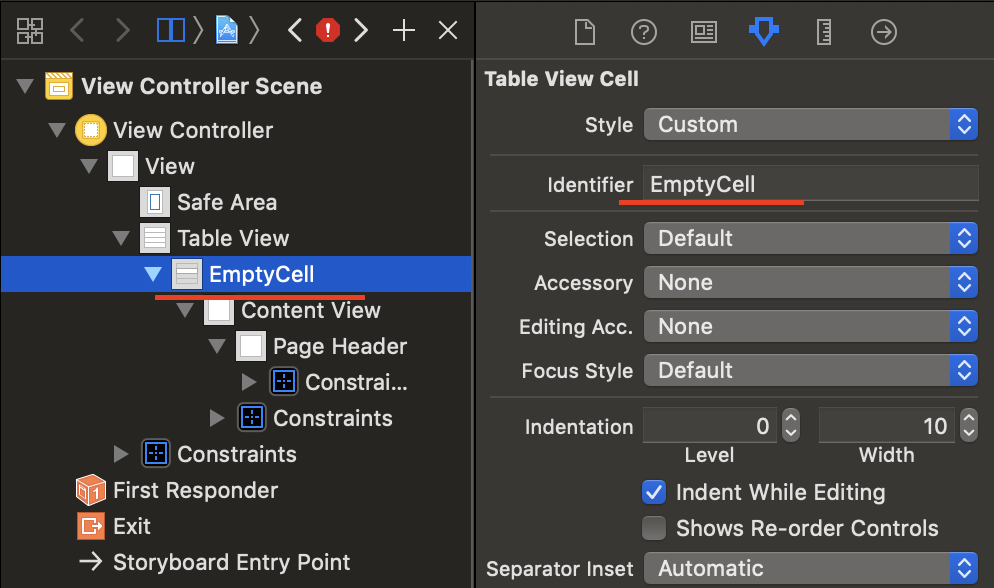 View Controller Scene
View Controller
View
Safe Area
Table View
EmptyCell
Content View
Page Header
Constrai...
Constraints
Constraints
First Responder
Exit
Storyboard Entry Point
Table View Cell
Style Custom
Identifier EmptyCell
Selection Default
Accessory None
Editing Acc. None
Focus Style Default
Indentation 0 10
Level Width
Indent While Editing
Shows Re-order Controls
Separator Inset Automatic